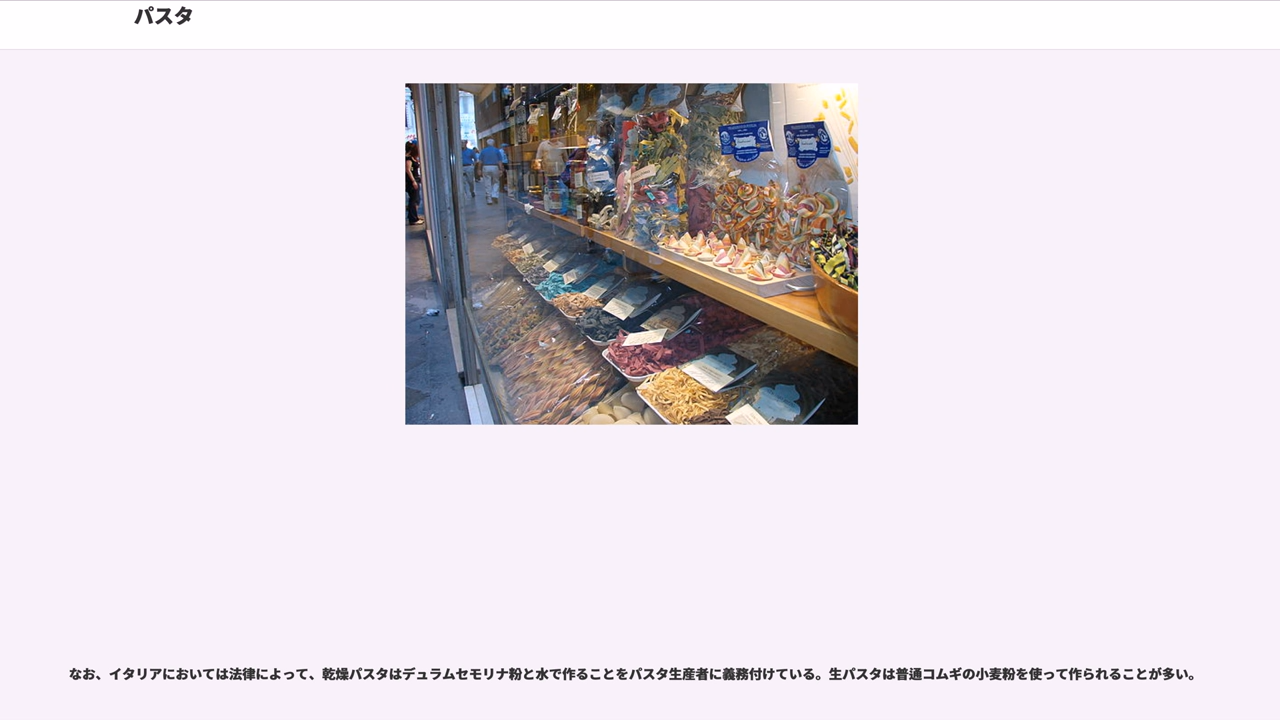 パスタ
なお、イタリアにおいては法律によって、乾燥パスタはデュラムセモリナ粉と水で作ることをパスタ生産者に義務付けている。生パスタは普通コムギの小麦粉を使って作られることが多い。